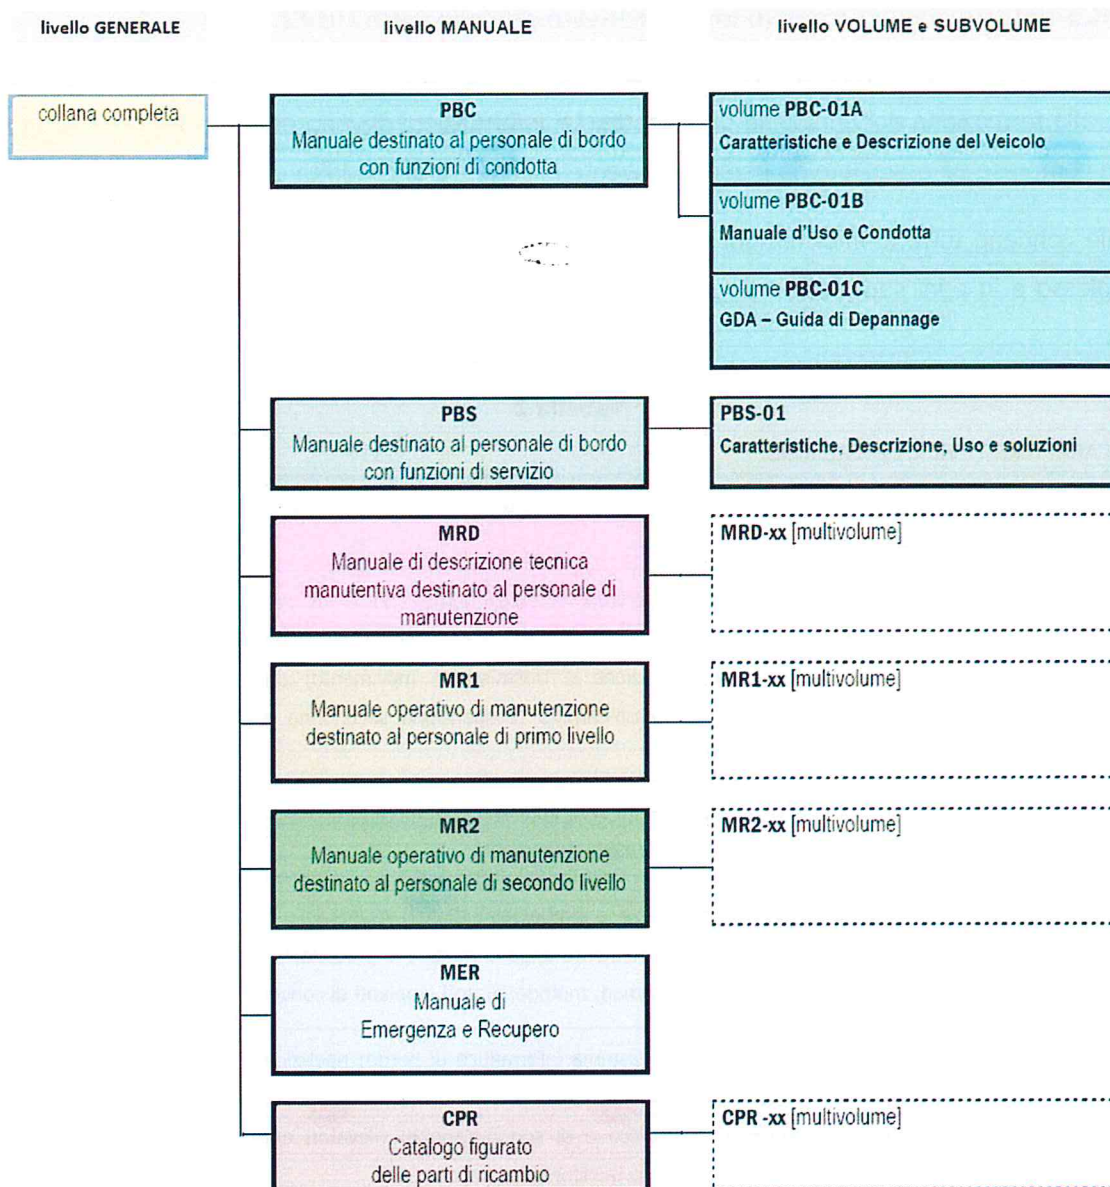 livello GENERALE
livello MANUALE
livello VOLUME e SUBVOLUME
collana completa
PBC
Manuale destinato al personale di bordo
con funzioni di condotta
volume PBC-01A
Caratteristiche e Descrizione del Veicolo
volume PBC-01B
Manuale d'Uso e Condotta
volume PBC-01C
GDA – Guida di Depannage
PBS
Manuale destinato al personale di bordo
con funzioni di servizio
PBS-01
Caratteristiche, Descrizione, Uso e soluzioni
MRD
Manuale di descrizione tecnica
manutentiva destinato al personale di
manutenzione
MRD-xx [multivolume]
MR1
Manuale operativo di manutenzione
destinato al personale di primo livello
MR1-xx [multivolume]
MR2
Manuale operativo di manutenzione
destinato al personale di secondo livello
MR2-xx [multivolume]
MER
Manuale di
Emergenza e Recupero
CPR
Catalogo figurato
delle parti di ricambio
CPR -xx [multivolume]